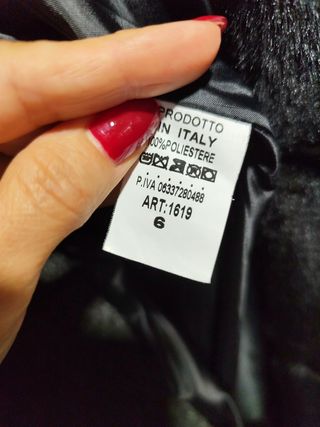 PRODOTTO
IN ITALY
100%POLIESTERE
P.IVA 06337280488
ART:1619
6